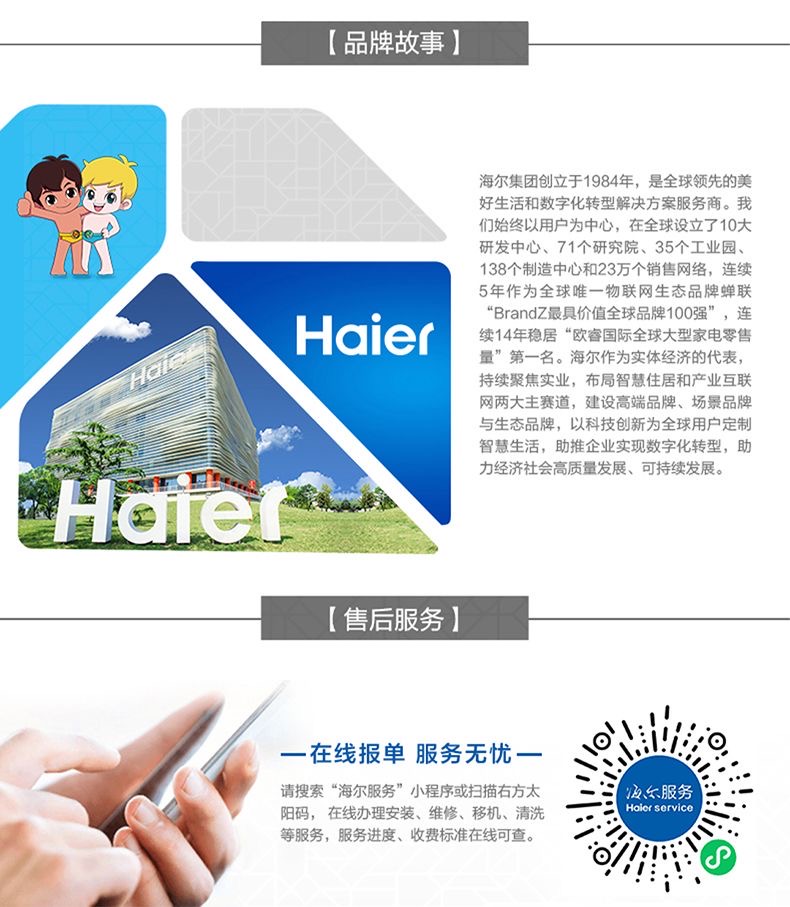 【品牌故事】
海尔集团创立于1984年，是全球领先的美
好生活和数字化转型解决方案服务商。我
们始终以用户为中心，在全球设立了10大
研发中心、71个研究院、35个工业园、
138个制造中心和23万个销售网络，连续
5年作为全球唯一物联网生态品牌蝉联
“BrandZ最具价值全球品牌100强”，连
续14年稳居“欧睿国际全球大型家电零售
量”第一名。海尔作为实体经济的代表，
持续聚焦实业，布局智慧住居和产业互联
网两大主赛道，建设高端品牌、场景品牌
与生态品牌，以科技创新为全球用户定制
智慧生活，助推企业实现数字化转型，助
力经济社会高质量发展、可持续发展。
Haier
Haier
Haier
【售后服务】
在线报单 服务无忧
请搜索“海尔服务”小程序或扫描右方太
阳码， 在线办理安装、维修、移机、清洗
等服务，服务进度、收费标准在线可查。
海尔服务
Haier service